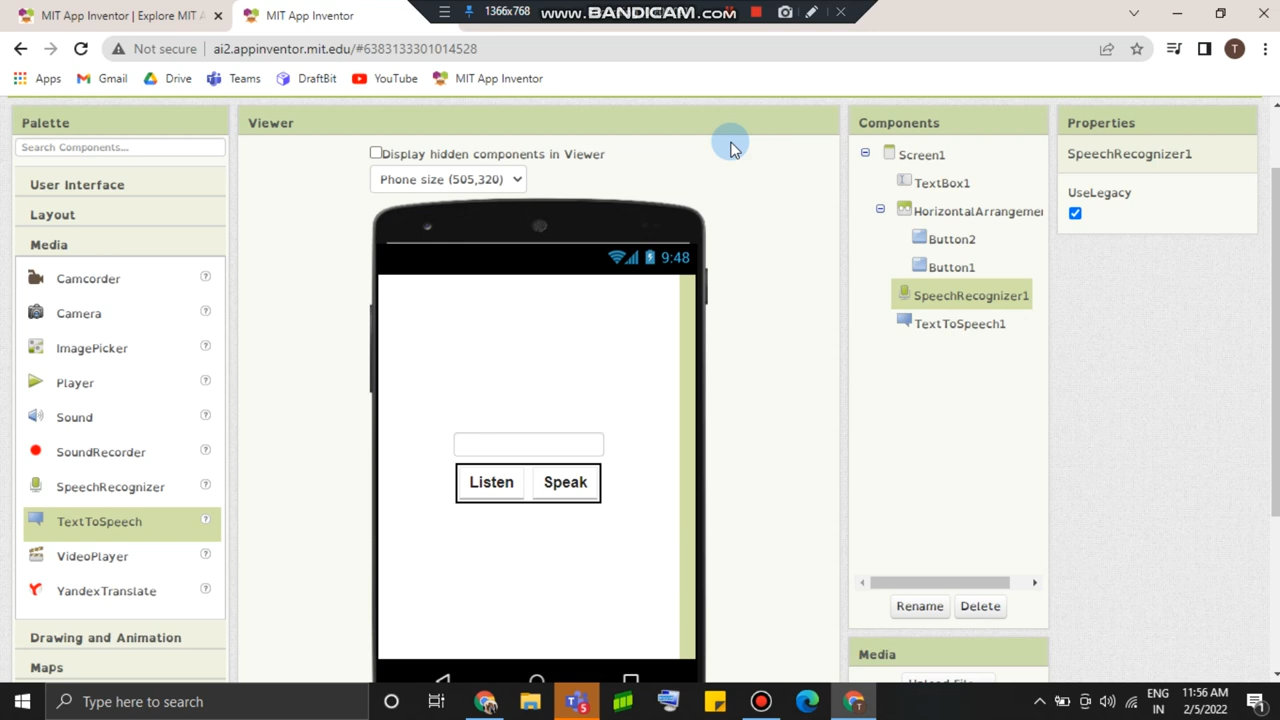 MIT App Inventor | Explore MIT A
MIT App Inventor
1366x768
www.BANDICAM.com
Not secure
ai2.appinventor.mit.edu/#6383133301014528
T
Apps
Gmail
Drive
Teams
DraftBit
YouTube
MIT App Inventor
Palette
Viewer
Components
Properties
Search Components...
Display hidden components in Viewer
Phone size (505,320)
User Interface
Layout
Media
Camcorder
Camera
ImagePicker
Player
Sound
SoundRecorder
SpeechRecognizer
TextToSpeech
VideoPlayer
YandexTranslate
Drawing and Animation
Maps
9:48
Listen
Speak
Screen1
TextBox1
HorizontalArrangeme
Button2
Button1
SpeechRecognizer1
TextToSpeech1
Rename
Delete
Media
SpeechRecognizer1
UseLegacy
Type here to search
ENG
IN
11:56 AM
2/5/2022